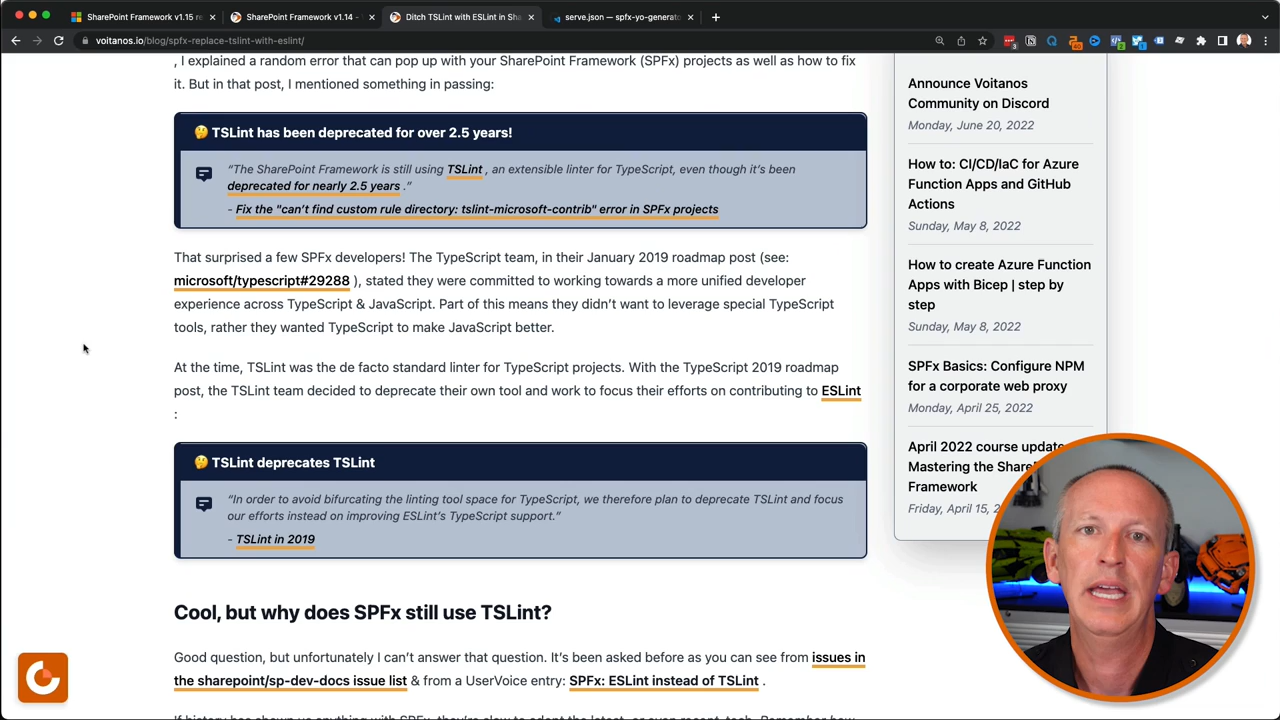 SharePoint Framework v1.15 re
SharePoint Framework v1.14 -
Ditch TSLint with ESLint in Sha
serve.json — spfx-yo-generato
voitanos.io/blog/spfx-replace-tslint-with-eslint/
, I explained a random error that can pop up with your SharePoint Framework (SPFx) projects as well as how to fix
it. But in that post, I mentioned something in passing:
🤔 TSLint has been deprecated for over 2.5 years!
“The SharePoint Framework is still using TSLint , an extensible linter for TypeScript, even though it’s been
deprecated for nearly 2.5 years .”
- Fix the "can’t find custom rule directory: tslint-microsoft-contrib" error in SPFx projects
That surprised a few SPFx developers! The TypeScript team, in their January 2019 roadmap post (see:
microsoft/typescript#29288 ), stated they were committed to working towards a more unified developer
experience across TypeScript & JavaScript. Part of this means they didn’t want to leverage special TypeScript
tools, rather they wanted TypeScript to make JavaScript better.
At the time, TSLint was the de facto standard linter for TypeScript projects. With the TypeScript 2019 roadmap
post, the TSLint team decided to deprecate their own tool and work to focus their efforts on contributing to ESLint
:
🤔 TSLint deprecates TSLint
“In order to avoid bifurcating the linting tool space for TypeScript, we therefore plan to deprecate TSLint and focus
our efforts instead on improving ESLint’s TypeScript support.”
- TSLint in 2019
Cool, but why does SPFx still use TSLint?
Good question, but unfortunately I can’t answer that question. It’s been asked before as you can see from issues in
the sharepoint/sp-dev-docs issue list & from a UserVoice entry: SPFx: ESLint instead of TSLint .
Announce Voitanos
Community on Discord
Monday, June 20, 2022
How to: CI/CD/IaC for Azure
Function Apps and GitHub
Actions
Sunday, May 8, 2022
How to create Azure Function
Apps with Bicep | step by
step
Sunday, May 8, 2022
SPFx Basics: Configure NPM
for a corporate web proxy
Monday, April 25, 2022
April 2022 course update
Mastering the Share
Framework
Friday, April 15, 2